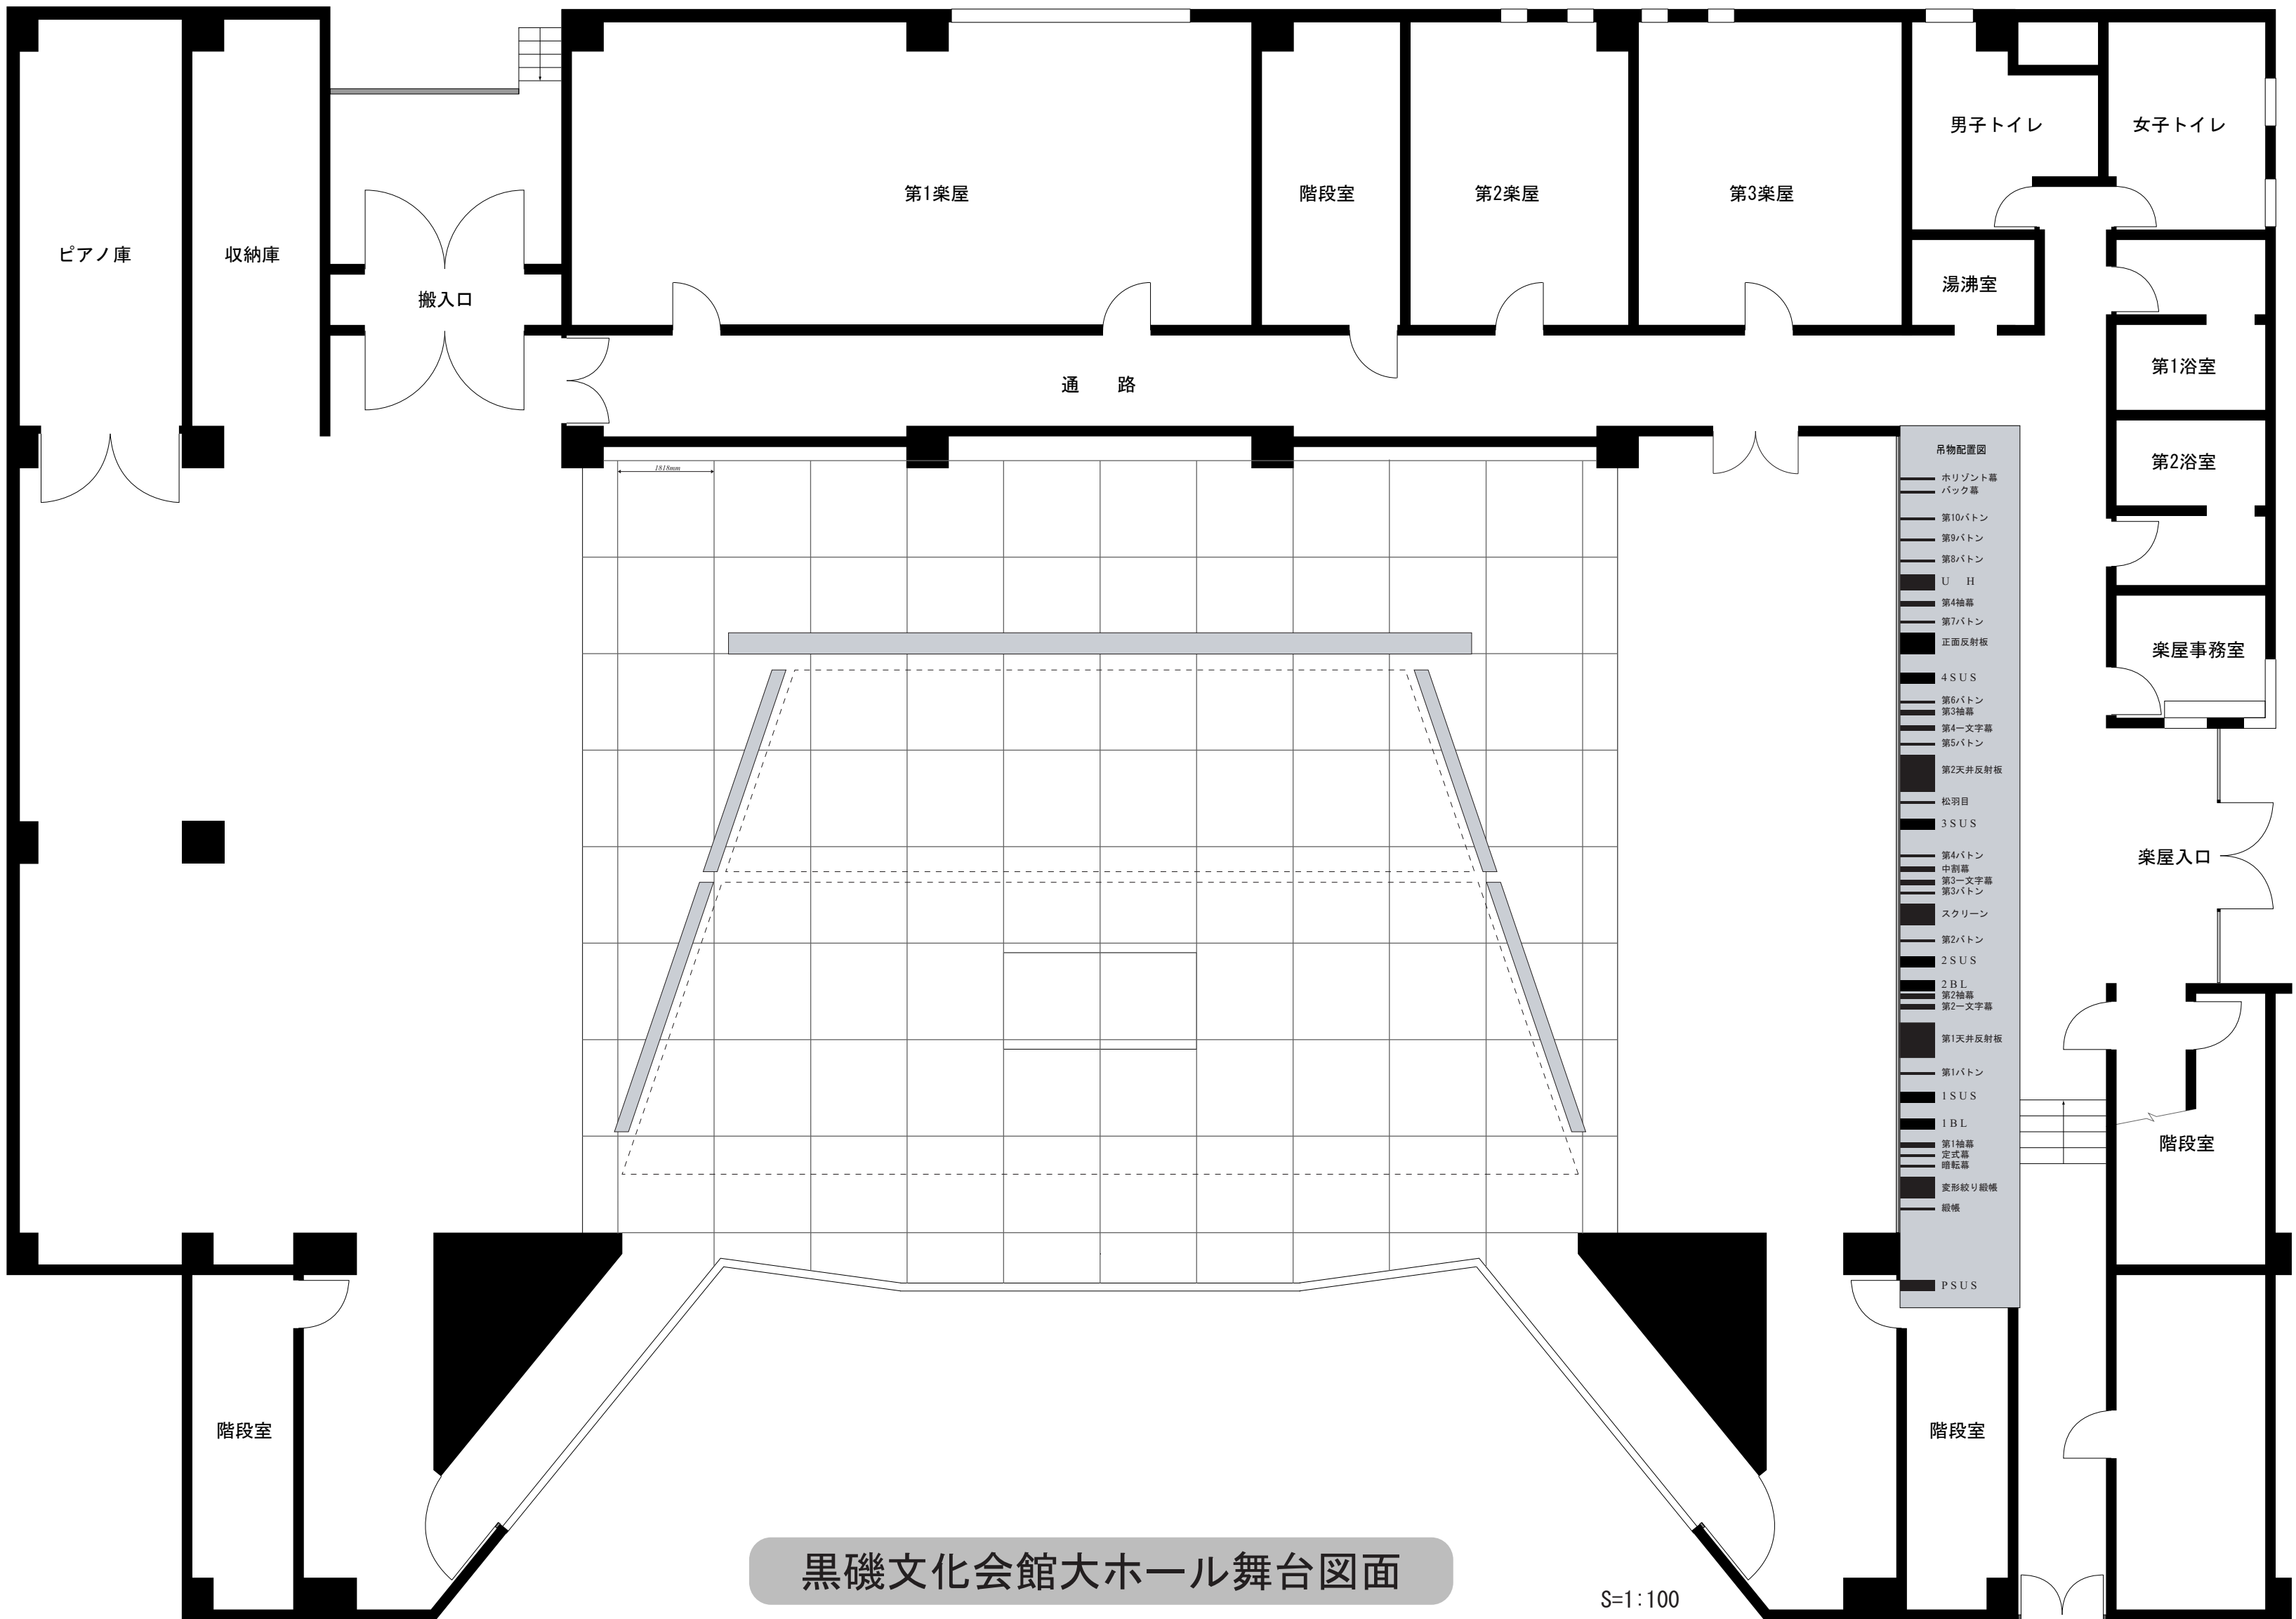 男子トイレ
女子トイレ
第1楽屋
階段室
第2楽屋
第3楽屋
ピアノ庫
収納庫
搬入口
湯沸室
第1浴室
通　路
第2浴室
1818mm
吊物配置図
ホリゾント幕
バック幕
第10バトン
第9バトン
第8バトン
U H
第4袖幕
第7バトン
正面反射板
4SUS
第6バトン
第3袖幕
第4一文字幕
第5バトン
第2天井反射板
松羽目
3SUS
第4バトン
中割幕
第3一文字幕
第3バトン
スクリーン
第2バトン
2SUS
2BL
第2袖幕
第2一文字幕
第1天井反射板
第1バトン
1SUS
1BL
第1袖幕
定式幕
暗転幕
変形絞り緞帳
緞帳
PSUS
楽屋事務室
楽屋入口
階段室
階段室
階段室
黒磯文化会館大ホール舞台図面
S=1:100